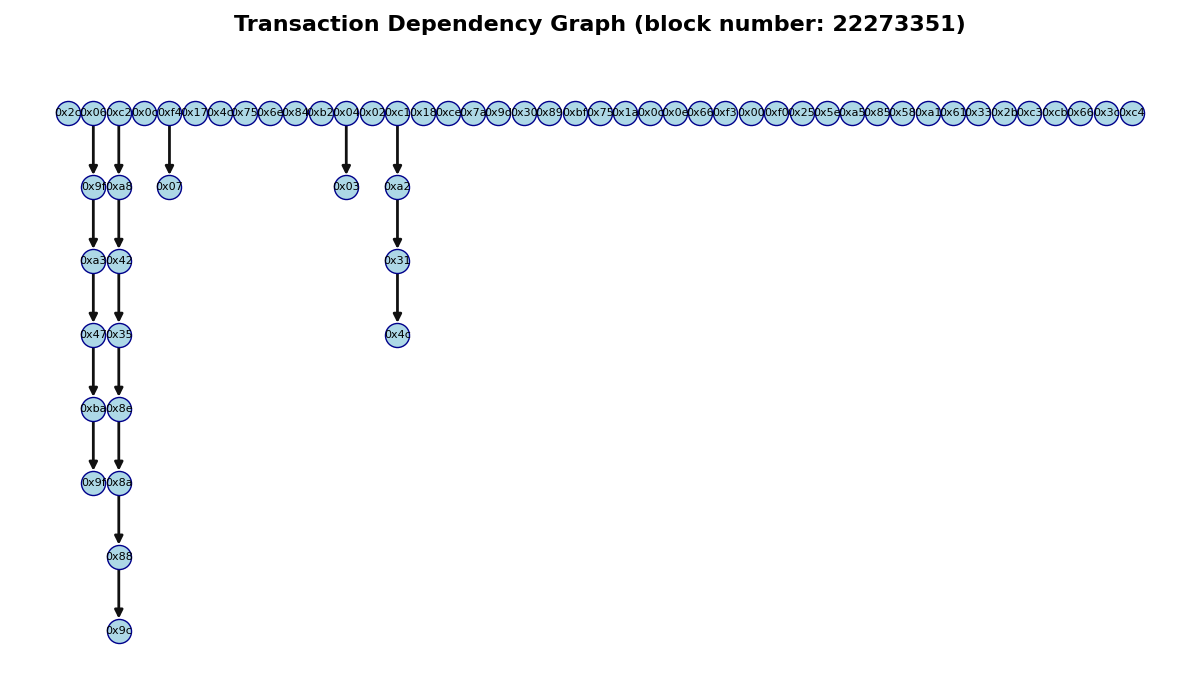 Transaction Dependency Graph (block number: 22273351)
0x2c 0x06 0xc2 0x0c 0xf4 0x17 0x4c 0x75 0x6e 0x84 0xb2 0x04 0x02 0xc1 0x18 0xce 0x7a 0x9d 0x30 0x89 0xbf 0x75 0x1a 0x0c 0x0e 0x66 0xf3 0x00 0xf0 0x25 0x5e 0xa5 0x85 0x58 0xa1 0x61 0x33 0x2b 0xc3 0xcb 0x66 0x3c 0xc4
0x9f 0xa8 0x07 0x03 0xa2
0xa3 0x42 0x31
0x47 0x35 0x4c
0xba 0x8e
0x9f 0x8a
0x88
0x9c